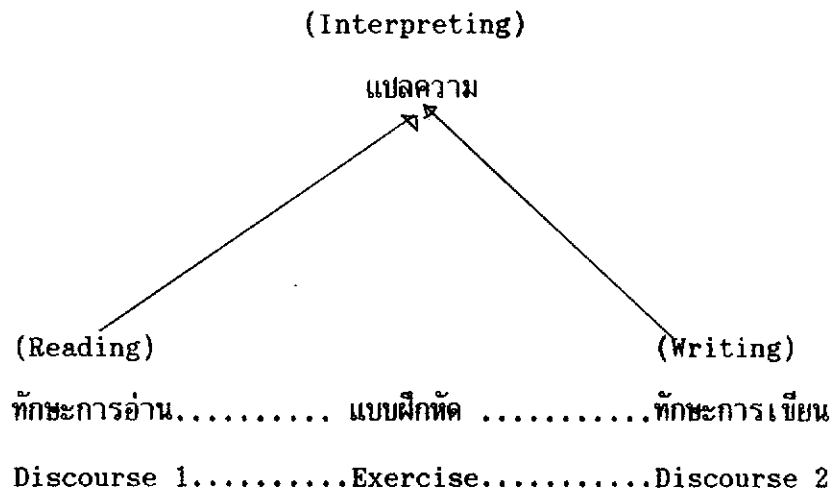 (Interpreting)
แปลความ
(Reading) (Writing)
ทักษะการอ่าน.......... แบบฝึกหัด ...........ทักษะการเขียน
Discourse 1..........Exercise...........Discourse 2